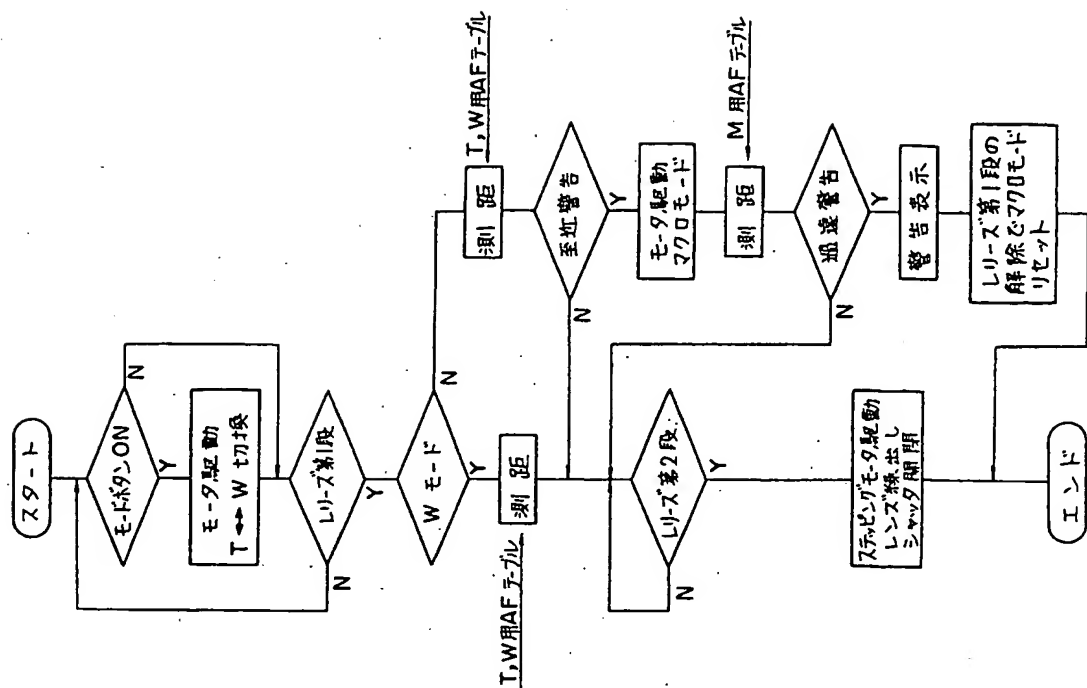 スタート
モードボタンON
Y
N
モータ駆動
T↔W 切換
レリーズ第1段
N
Y
Wモード
N
Y
測距
T,W用AFテーブル
測距
T,W用AFテーブル
至近警告
N
Y
モータ駆動
マクロモード
測距
M用AFテーブル
過遠警告
N
Y
警告表示
レリーズ第1段の
解除でマクロモード
リセット
レリーズ第2段
N
Y
ステッピングモータ駆動
レンズ繰出し
シャッタ開閉
エンド